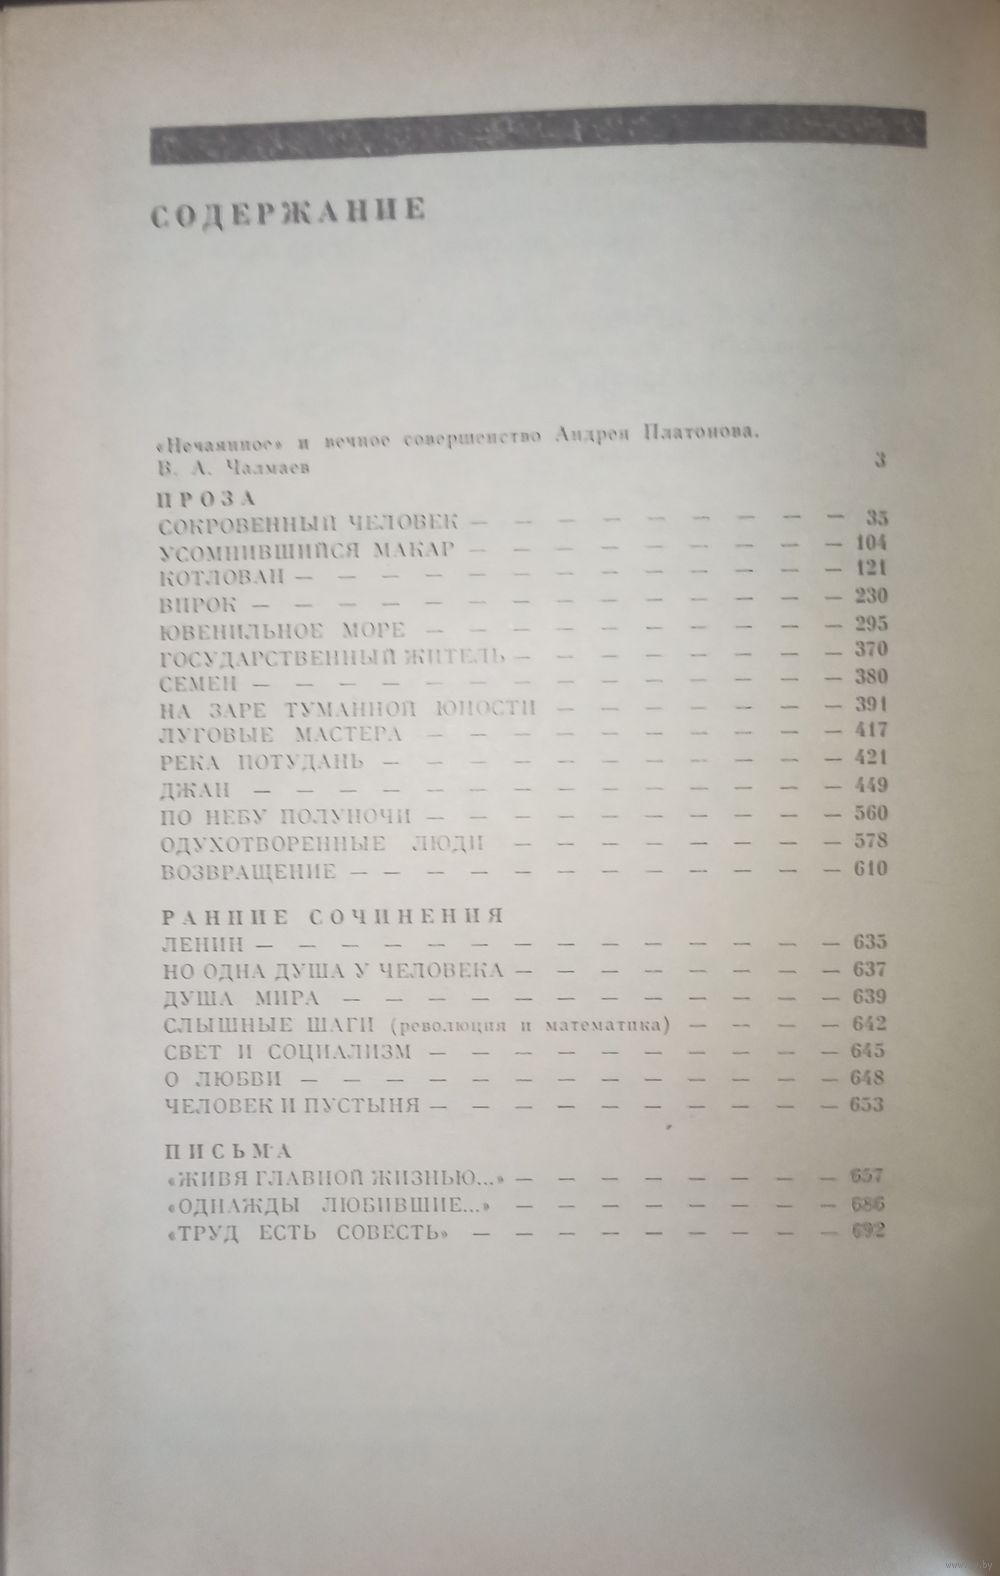 СОДЕРЖАНИЕ
«Нечаянное» и вечное совершенство Андрея Платонова.
В. А. Чалмаев 3
ПРОЗА
СОКРОВЕННЫЙ ЧЕЛОВЕК — — — — — — — — — 35
УСОМНИВШИЙСЯ МАКАР — — — — — — — — — 104
КОТЛОВАН — — — — — — — — — — — — — 121
ВПРОК — — — — — — — — — — — — — — 230
ЮВЕНИЛЬНОЕ МОРЕ — — — — — — — — — — 295
ГОСУДАРСТВЕННЫЙ ЖИТЕЛЬ — — — — — — — — 370
СЕМЕН — — — — — — — — — — — — — — 380
НА ЗАРЕ ТУМАННОЙ ЮНОСТИ — — — — — — — 391
ЛУГОВЫЕ МАСТЕРА — — — — — — — — — — 417
РЕКА ПОТУДАНЬ — — — — — — — — — — — 421
ДЖАН — — — — — — — — — — — — — — 449
ПО НЕБУ ПОЛУНОЧИ — — — — — — — — — — 560
ОДУХОТВОРЕННЫЕ ЛЮДИ — — — — — — — — 578
ВОЗВРАЩЕНИЕ — — — — — — — — — — — — 610
РАННИЕ СОЧИНЕНИЯ
ЛЕНИН — — — — — — — — — — — — — — 635
НО ОДНА ДУША У ЧЕЛОВЕКА — — — — — — — — 637
ДУША МИРА — — — — — — — — — — — — 639
СЛЫШНЫЕ ШАГИ (революция и математика) — — — — 642
СВЕТ И СОЦИАЛИЗМ — — — — — — — — — — 645
О ЛЮБВИ — — — — — — — — — — — — — 648
ЧЕЛОВЕК И ПУСТЫНЯ — — — — — — — — — — 653
ПИСЬМА
«ЖИВЯ ГЛАВНОЙ ЖИЗНЬЮ...» — — — — — — — — 657
«ОДНАЖДЫ ЛЮБИВШИЕ...» — — — — — — — — 686
«ТРУД ЕСТЬ СОВЕСТЬ» — — — — — — — — — 692